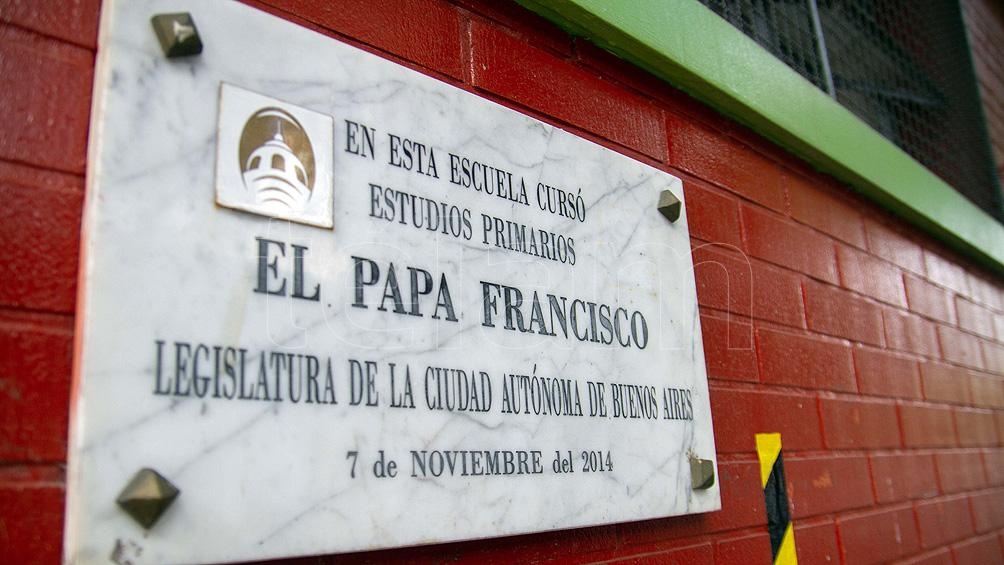 EN ESTA ESCUELA CURSÓ
ESTUDIOS PRIMARIOS
EL PAPA FRANCISCO
LEGISLATURA DE LA CIUDAD AUTÓNOMA DE BUENOS AIRES
7 de NOVIEMBRE del 2014
télam